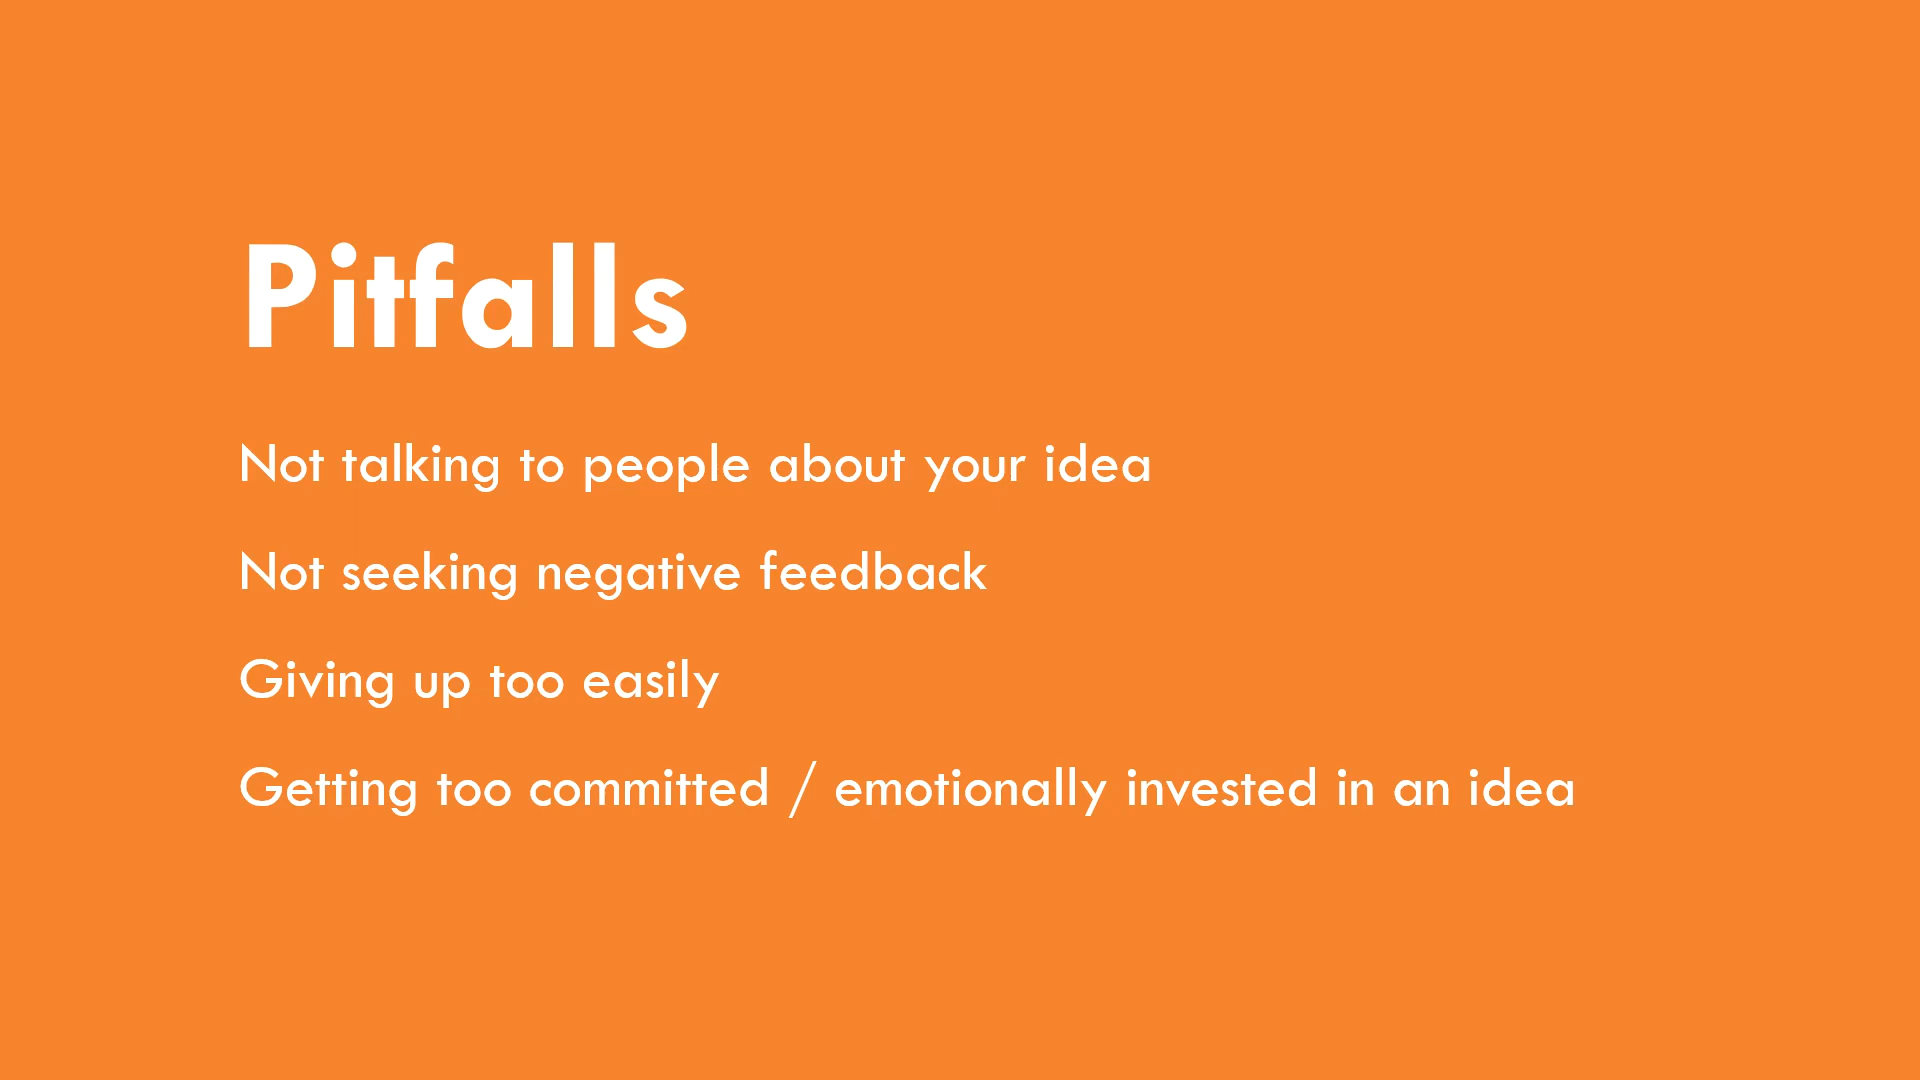 Pitfalls
Not talking to people about your idea
Not seeking negative feedback
Giving up too easily
Getting too committed / emotionally invested in an idea